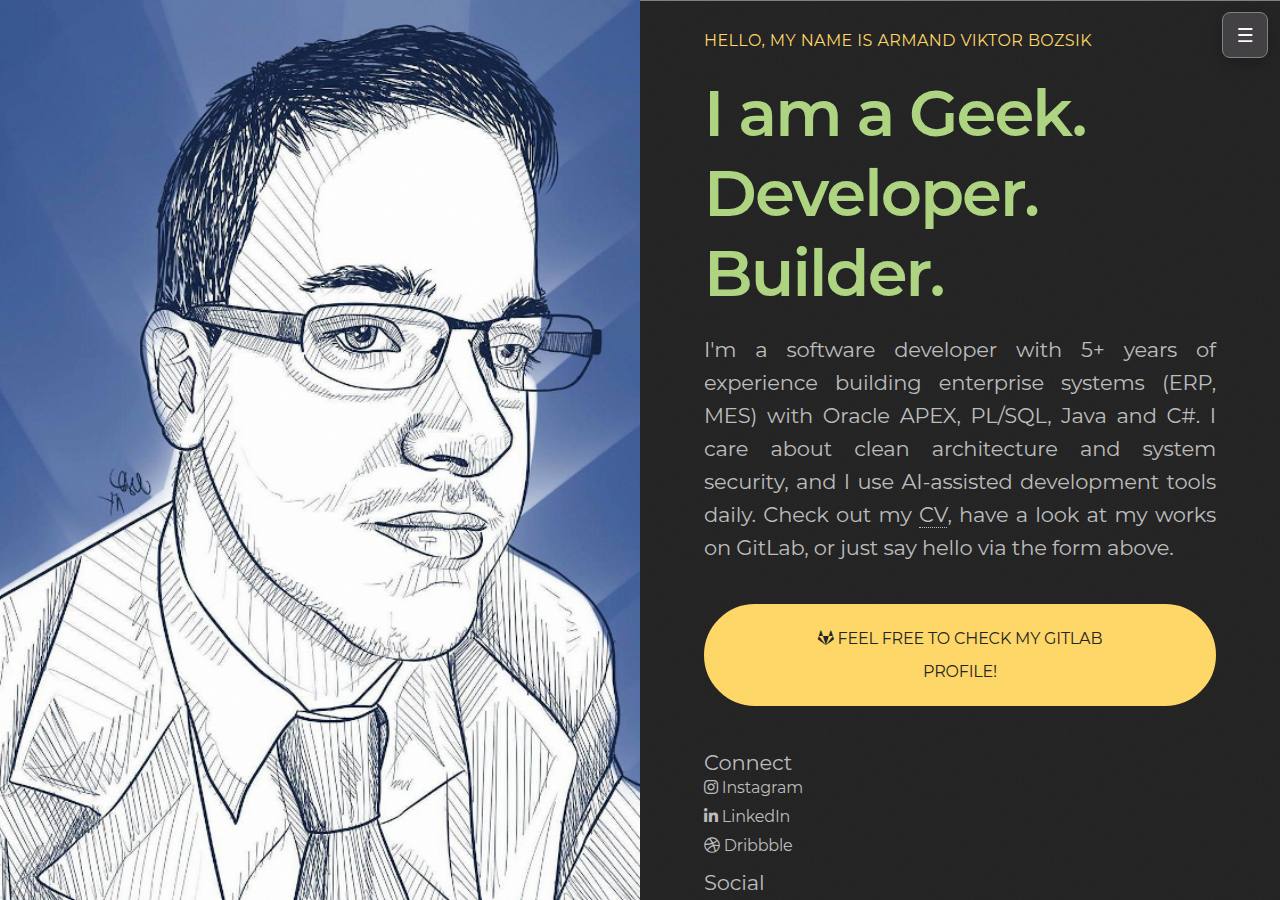 HELLO, MY NAME IS ARMAND VIKTOR BOZSIK
I am a Geek.
Developer.
Builder.
I'm a software developer with 5+ years of
experience building enterprise systems (ERP,
MES) with Oracle APEX, PL/SQL, Java and C#. I
care about clean architecture and system
security, and I use AI-assisted development tools
daily. Check out my CV, have a look at my works
on GitLab, or just say hello via the form above.
FEEL FREE TO CHECK MY GITLAB
PROFILE!
Connect
Instagram
LinkedIn
Dribbble
Social